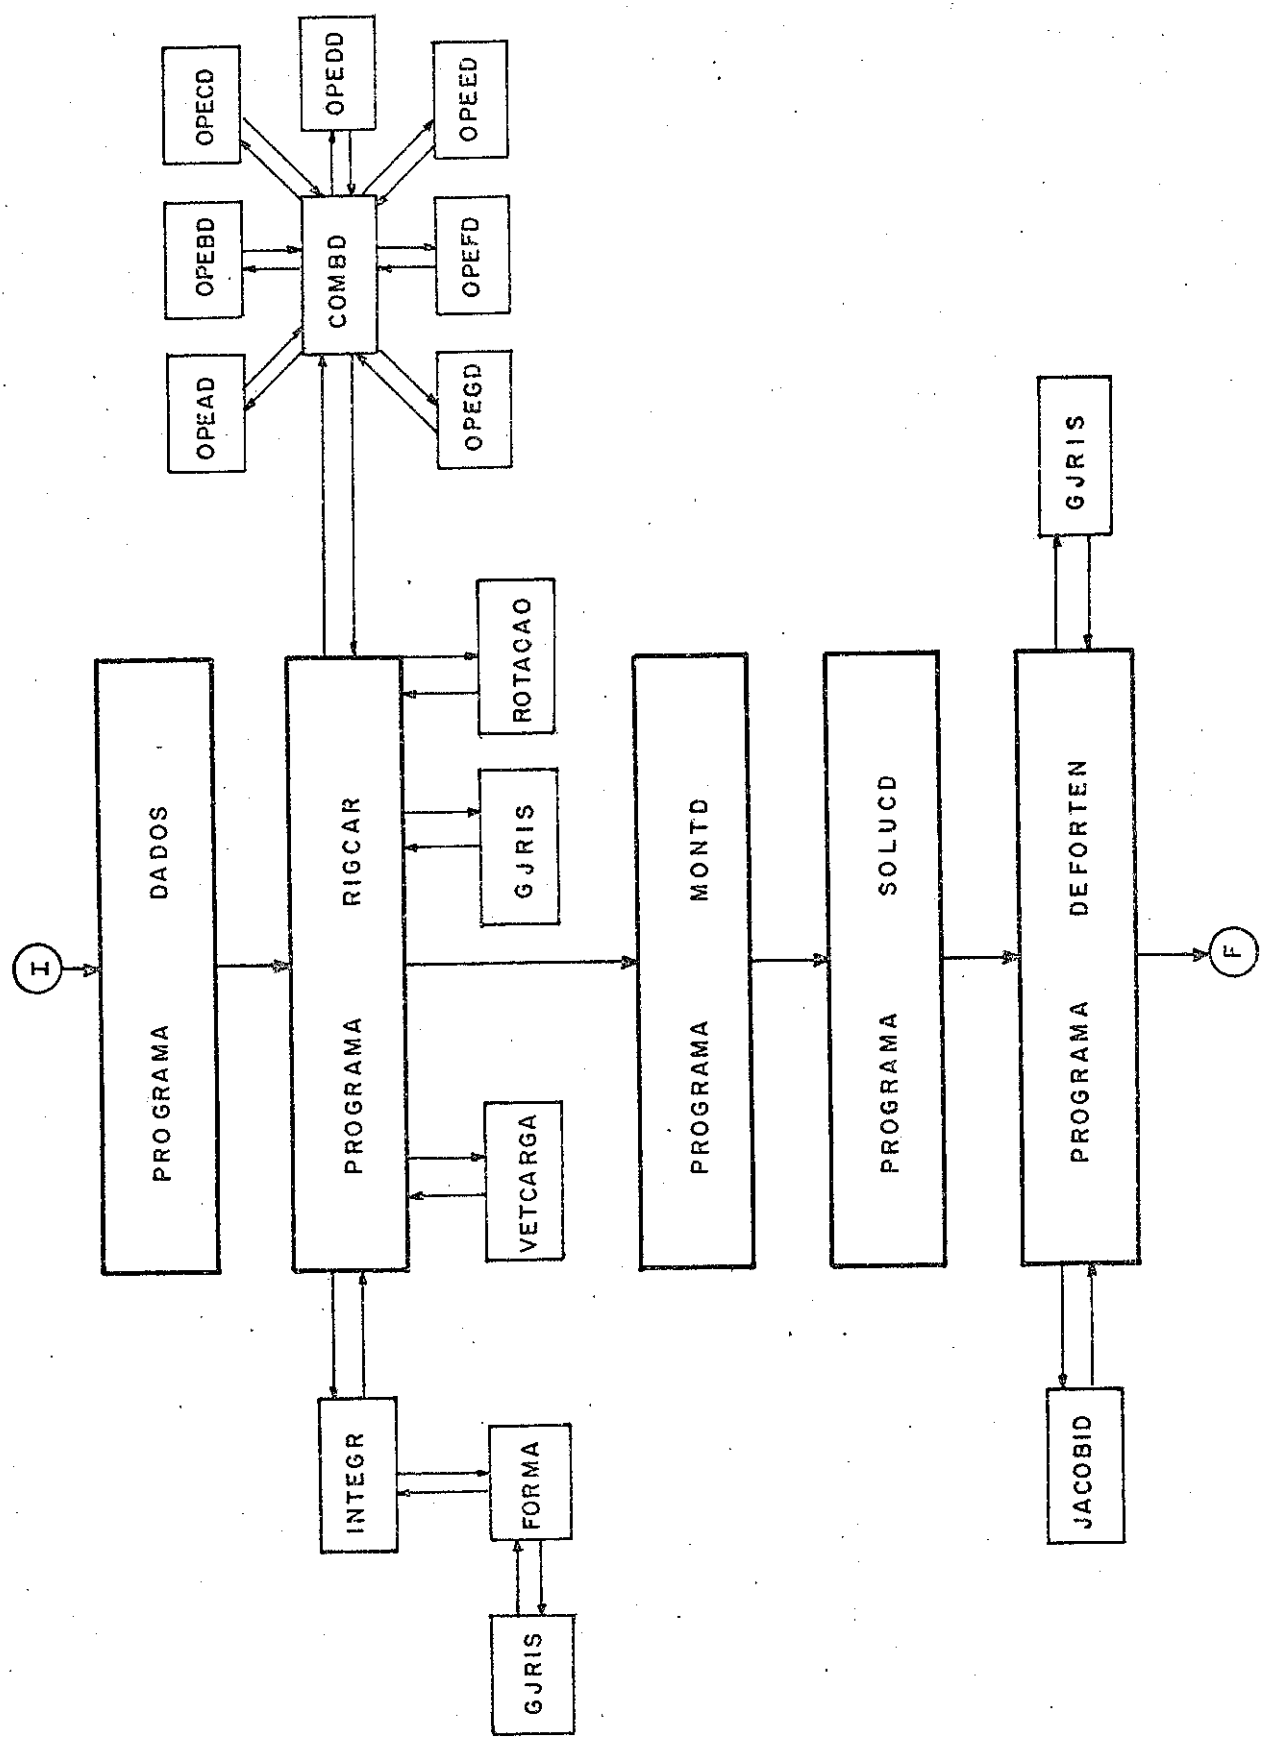 I
PROGRAMA DADOS
OPEAD
OPEBD
OPECD
INTEGR
PROGRAMA RIGCAR
COMBD
OPEDD
OPEGD
OPEFD
OPEED
GJRIS
FORMA
VETCARGA
GJRIS
ROTACAO
PROGRAMA MONTD
PROGRAMA SOLUCD
JACOBID
PROGRAMA DEFORTEN
GJRIS
F